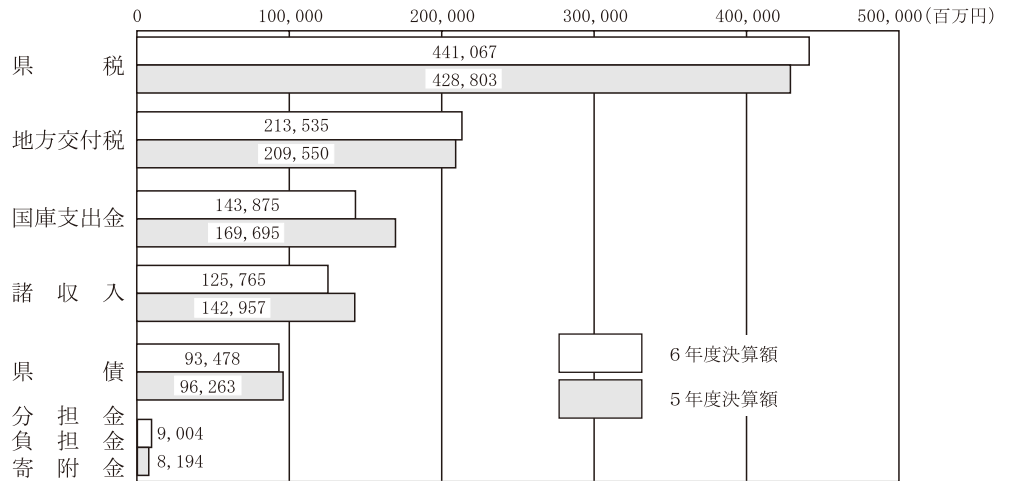 0 100,000 200,000 300,000 400,000 500,000(百万円)
県税
441,067
428,803
地方交付税
213,535
209,550
国庫支出金
143,875
169,695
諸収入
125,765
142,957
県債
93,478
96,263
分担金
負担金
寄附金
9,004
8,194
6年度決算額
5年度決算額